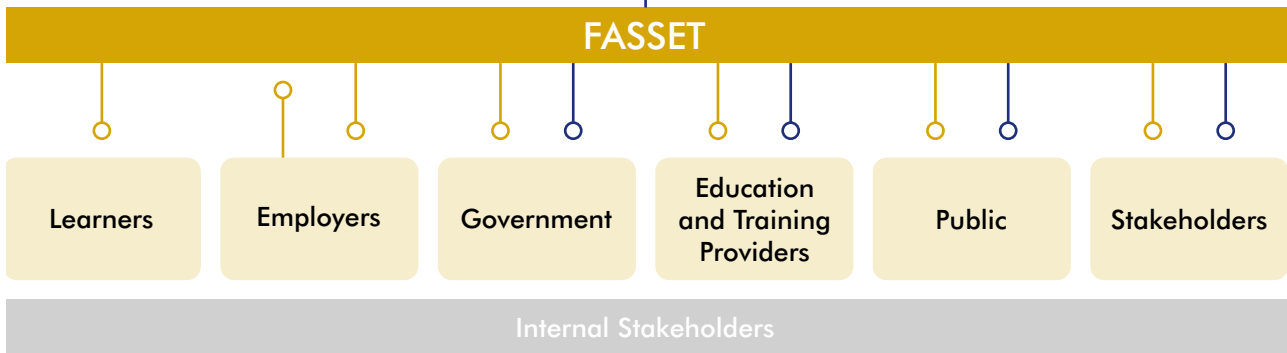 FASSET
Learners
Employers
Government
Education
and Training
Providers
Public
Stakeholders
Internal Stakeholders